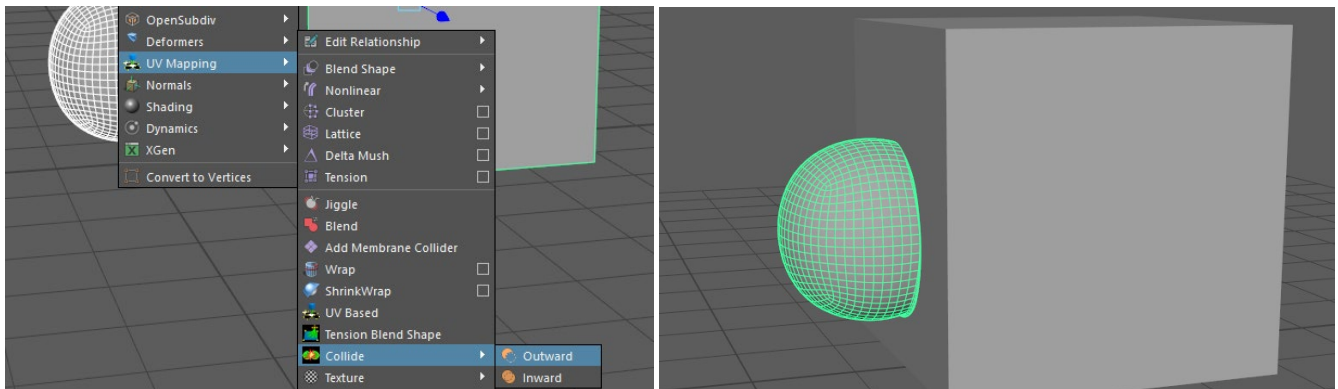 OpenSubdiv
Deformers
UV Mapping
Normals
Shading
Dynamics
XGen
Convert to Vertices
Edit Relationship
Blend Shape
Nonlinear
Cluster
Lattice
Delta Mush
Tension
Jiggle
Blend
Add Membrane Collider
Wrap
ShrinkWrap
UV Based
Tension Blend Shape
Collide
Texture
Outward
Inward